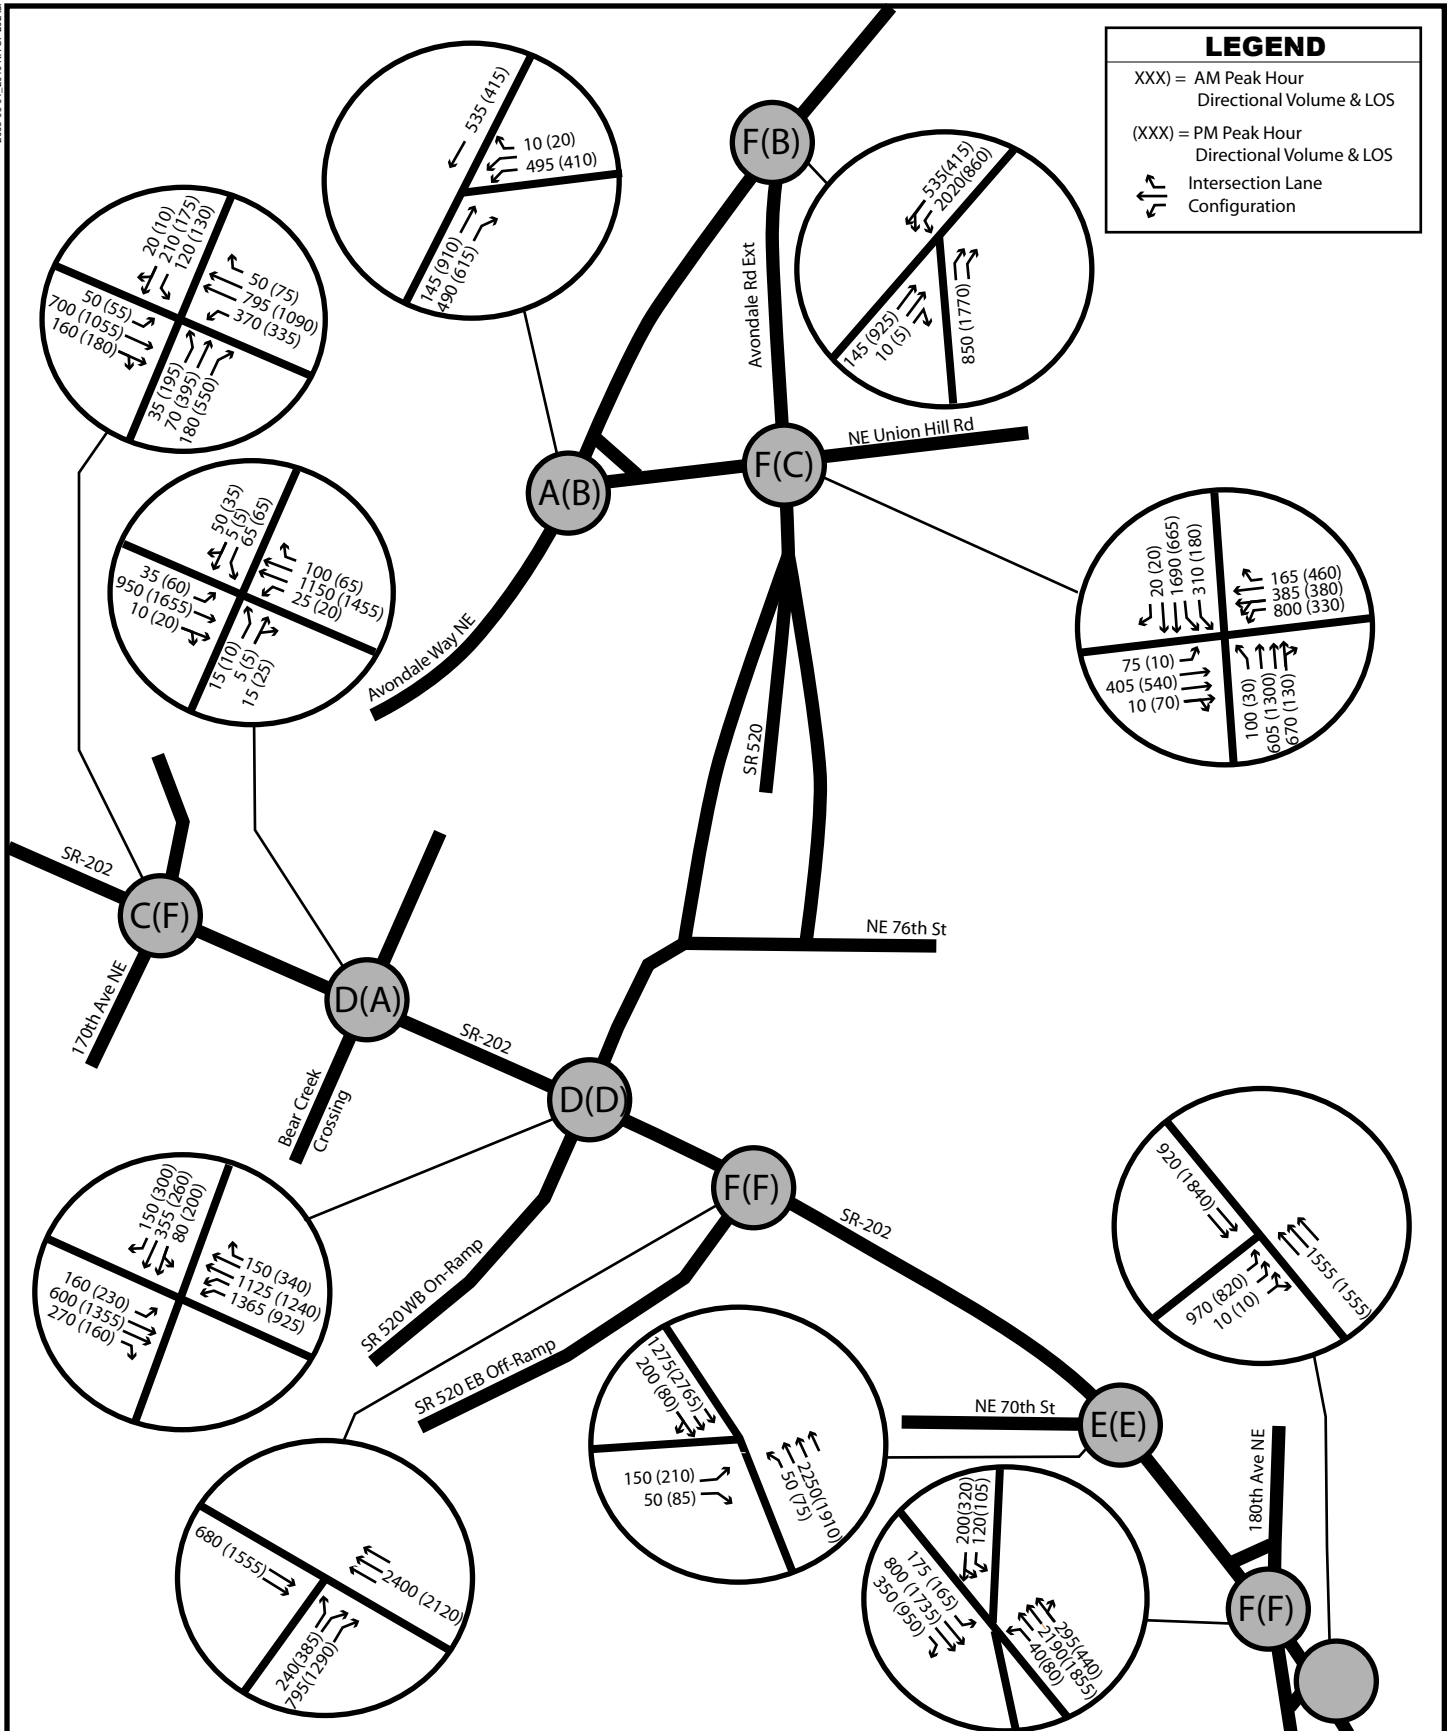 LEGEND
XXX) = AM Peak Hour
Directional Volume & LOS
(XXX) = PM Peak Hour
Directional Volume & LOS
Intersection Lane
Configuration
535 (415)
10 (20)
495 (410)
145 (910)
490 (615)
F(B)
535(415)
2020(860)
145 (925)
10 (5)
850 (1770)
20 (10)
210 (175)
120 (130)
50 (75)
795 (1090)
370 (335)
50 (55)
700 (1055)
160 (180)
35 (195)
70 (395)
180 (550)
Avondale Rd Ext
NE Union Hill Rd
A(B)
F(C)
Avondale Way NE
50 (35)
5 (5)
65 (65)
100 (65)
1150 (1455)
25 (20)
35 (60)
950 (1655)
10 (20)
15 (10)
5 (5)
15 (25)
20 (20)
1690 (665)
310 (180)
165 (460)
385 (380)
800 (330)
75 (10)
405 (540)
10 (70)
100 (30)
605 (1300)
670 (130)
SR 520
SR-202
C(F)
170th Ave NE
NE 76th St
D(A)
SR-202
Bear Creek
Crossing
D(D)
F(F)
SR-202
150 (300)
355 (260)
80 (200)
150 (340)
1125 (1240)
1365 (925)
160 (230)
600 (1355)
270 (160)
SR 520 WB On-Ramp
SR 520 EB Off-Ramp
920 (1840)
1555 (1555)
970 (820)
10 (10)
1275(2765)
200 (80)
150 (210)
50 (85)
2250(1910)
50 (75)
NE 70th St
E(E)
180th Ave NE
680 (1555)
2400 (2120)
240(385)
795(1290)
200(320)
120(105)
175 (165)
800 (1735)
350 (950)
295(440)
2190(1855)
40(80)
F(F)